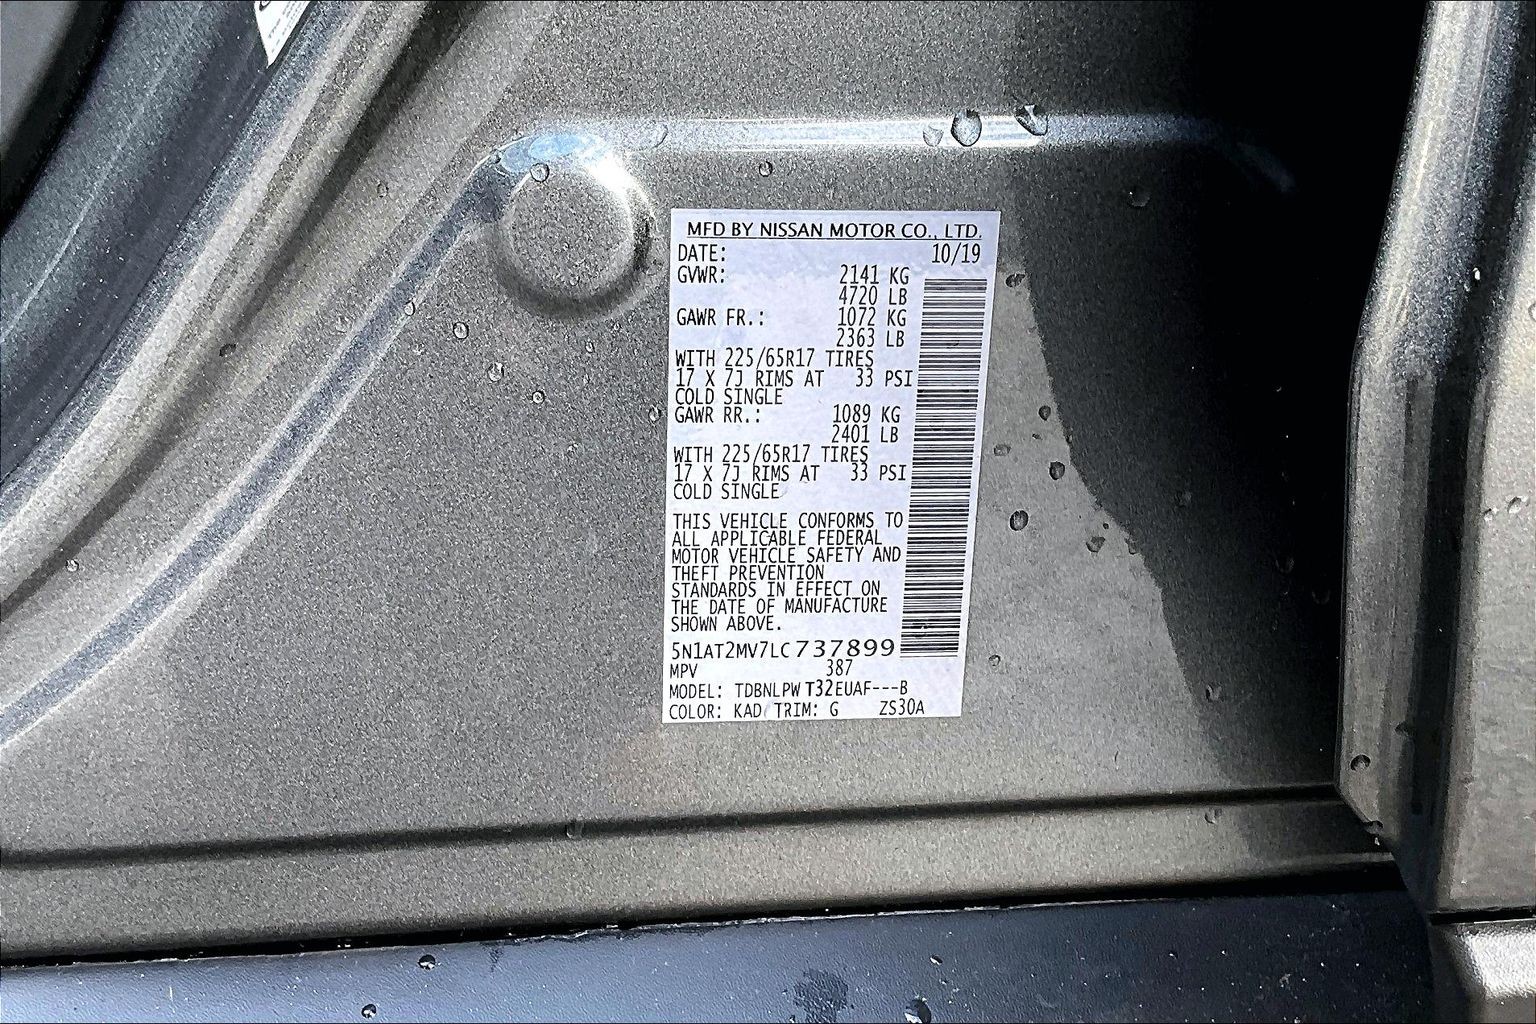 MFD BY NISSAN MOTOR CO., LTD.
DATE: 10/19
GVWR: 2141 KG
4720 LB
GAWR FR.: 1072 KG
2363 LB
WITH 225/65R17 TIRES
17 X 7J RIMS AT 33 PSI
COLD SINGLE
GAWR RR.: 1089 KG
2401 LB
WITH 225/65R17 TIRES
17 X 7J RIMS AT 33 PSI
COLD SINGLE
THIS VEHICLE CONFORMS TO
ALL APPLICABLE FEDERAL
MOTOR VEHICLE SAFETY AND
THEFT PREVENTION
STANDARDS IN EFFECT ON
THE DATE OF MANUFACTURE
SHOWN ABOVE.
5N1AT2MV7LC737899
MPV 387
MODEL: TDBNLPW T32EUAF---B
COLOR: KAD TRIM: G ZS30A